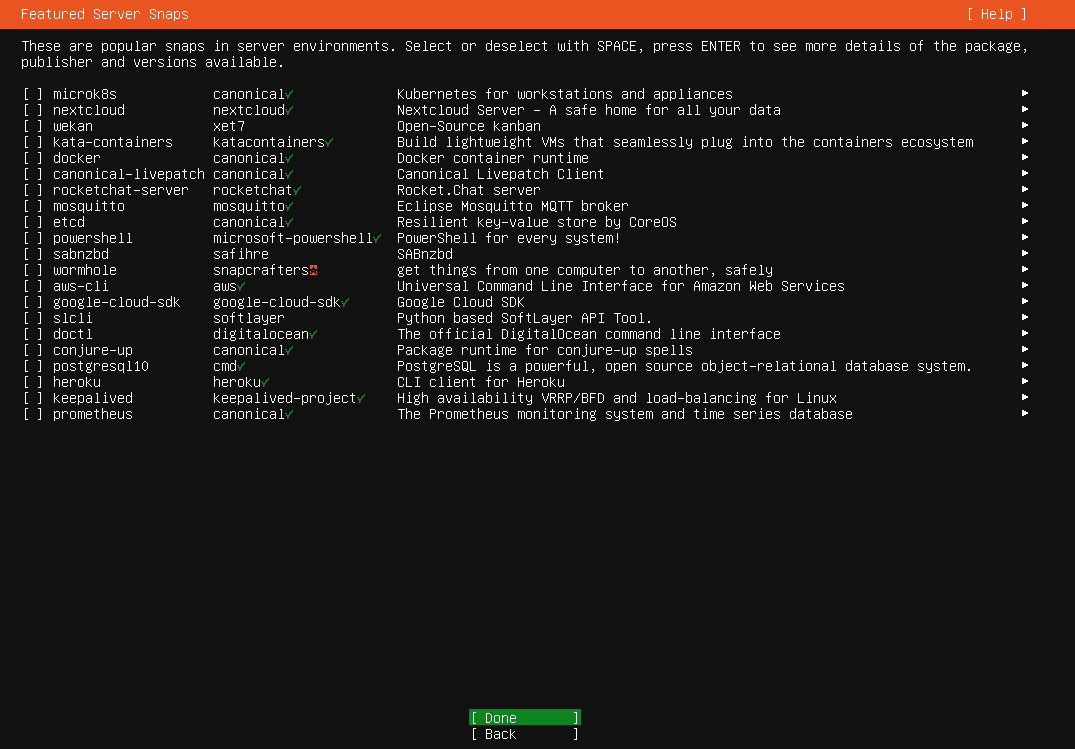 Featured Server Snaps [ Help ]
These are popular snaps in server environments. Select or deselect with SPACE, press ENTER to see more details of the package,
publisher and versions available.
[ ] microk8s canonical✓ Kubernetes for workstations and appliances ▸
[ ] nextcloud nextcloud✓ Nextcloud Server - A safe home for all your data ▸
[ ] wekan xet7 Open-Source kanban ▸
[ ] kata-containers katacontainers✓ Build lightweight VMs that seamlessly plug into the containers ecosystem ▸
[ ] docker canonical✓ Docker container runtime ▸
[ ] canonical-livepatch canonical✓ Canonical Livepatch Client ▸
[ ] rocketchat-server rocketchat✓ Rocket.Chat server ▸
[ ] mosquitto mosquitto✓ Eclipse Mosquitto MQTT broker ▸
[ ] etcd canonical✓ Resilient key-value store by CoreOS ▸
[ ] powershell microsoft-powershell✓ PowerShell for every system! ▸
[ ] sabnzbd safihre SABnzbd ▸
[ ] wormhole snapcrafters get things from one computer to another, safely ▸
[ ] aws-cli aws✓ Universal Command Line Interface for Amazon Web Services ▸
[ ] google-cloud-sdk google-cloud-sdk✓ Google Cloud SDK ▸
[ ] slcli softlayer Python based SoftLayer API Tool. ▸
[ ] doctl digitalocean✓ The official DigitalOcean command line interface ▸
[ ] conjure-up canonical✓ Package runtime for conjure-up spells ▸
[ ] postgresql10 cmd✓ PostgreSQL is a powerful, open source object-relational database system. ▸
[ ] heroku heroku✓ CLI client for Heroku ▸
[ ] keepalived keepalived-project✓ High availability VRRP/BFD and load-balancing for Linux ▸
[ ] prometheus canonical✓ The Prometheus monitoring system and time series database ▸
[ Done ]
[ Back ]